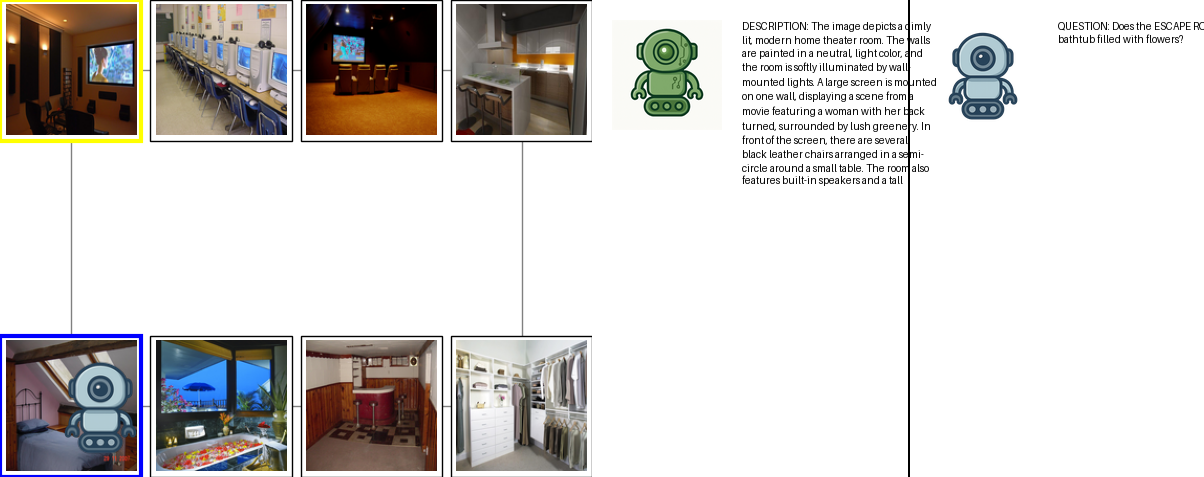 DESCRIPTION: The image depicts a dimly
lit, modern home theater room. The walls
are painted in a neutral, light color, and
the room is softly illuminated by wall-
mounted lights. A large screen is mounted
on one wall, displaying a scene from a
movie featuring a woman with her back
turned, surrounded by lush greenery. In
front of the screen, there are several
black leather chairs arranged in a semi-
circle around a small table. The room also
features built-in speakers and a tall
QUESTION: Does the ESCAPE RO
bathtub filled with flowers?